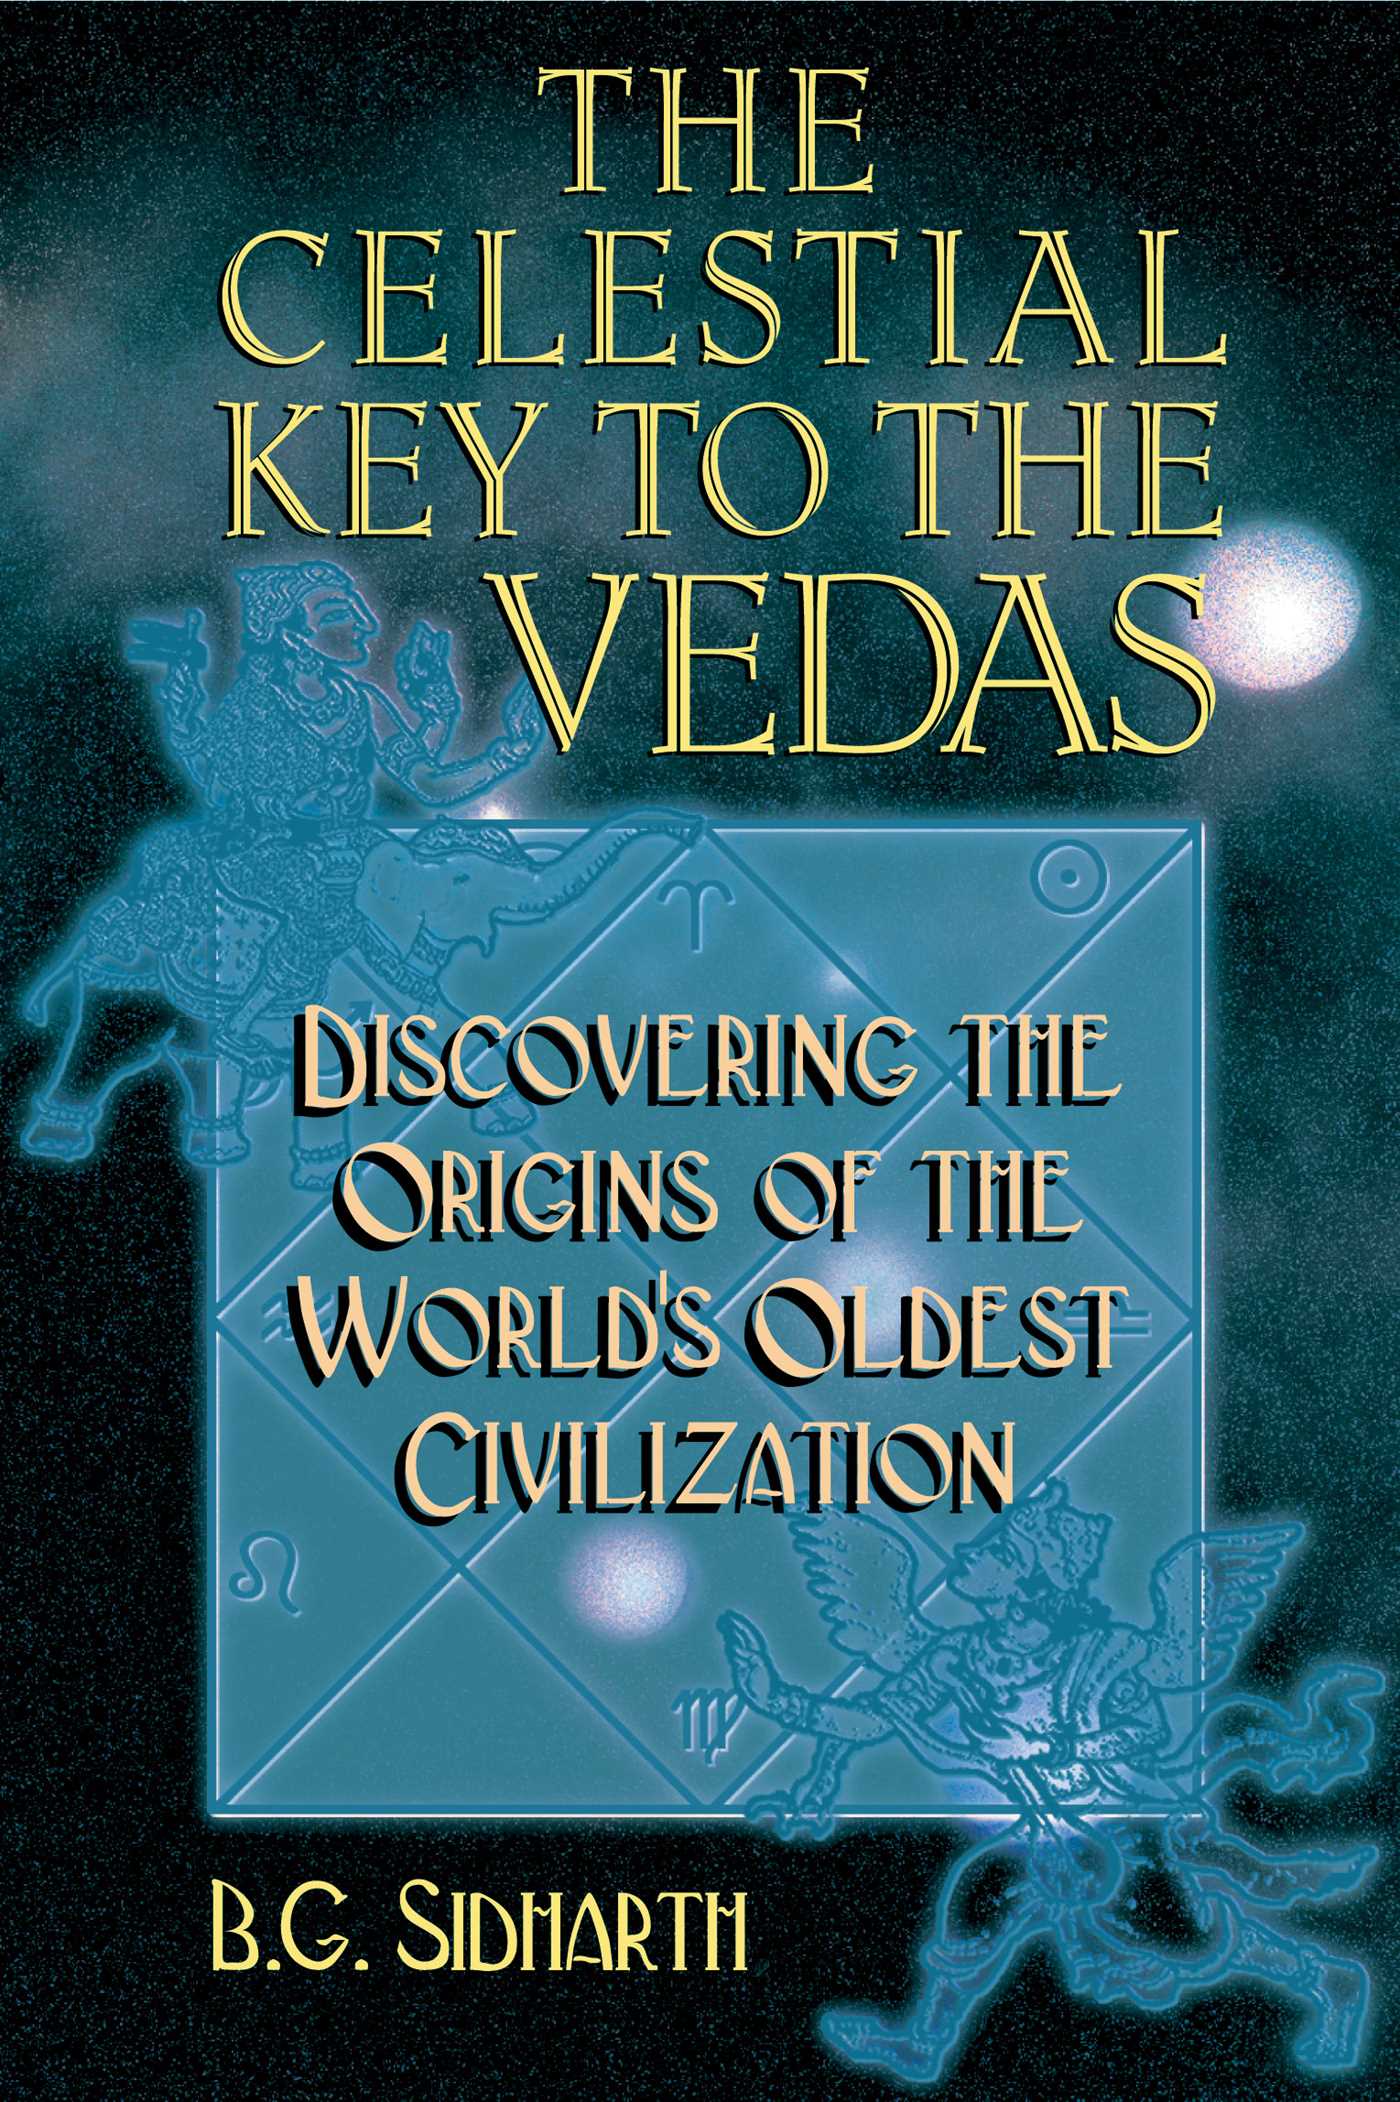 THE
CELESTIAL
KEY TO THE
VEDAS
DISCOVERING THE
ORIGINS OF THE
WORLD'S OLDEST
CIVILIZATION
B.G. SIDHARTH